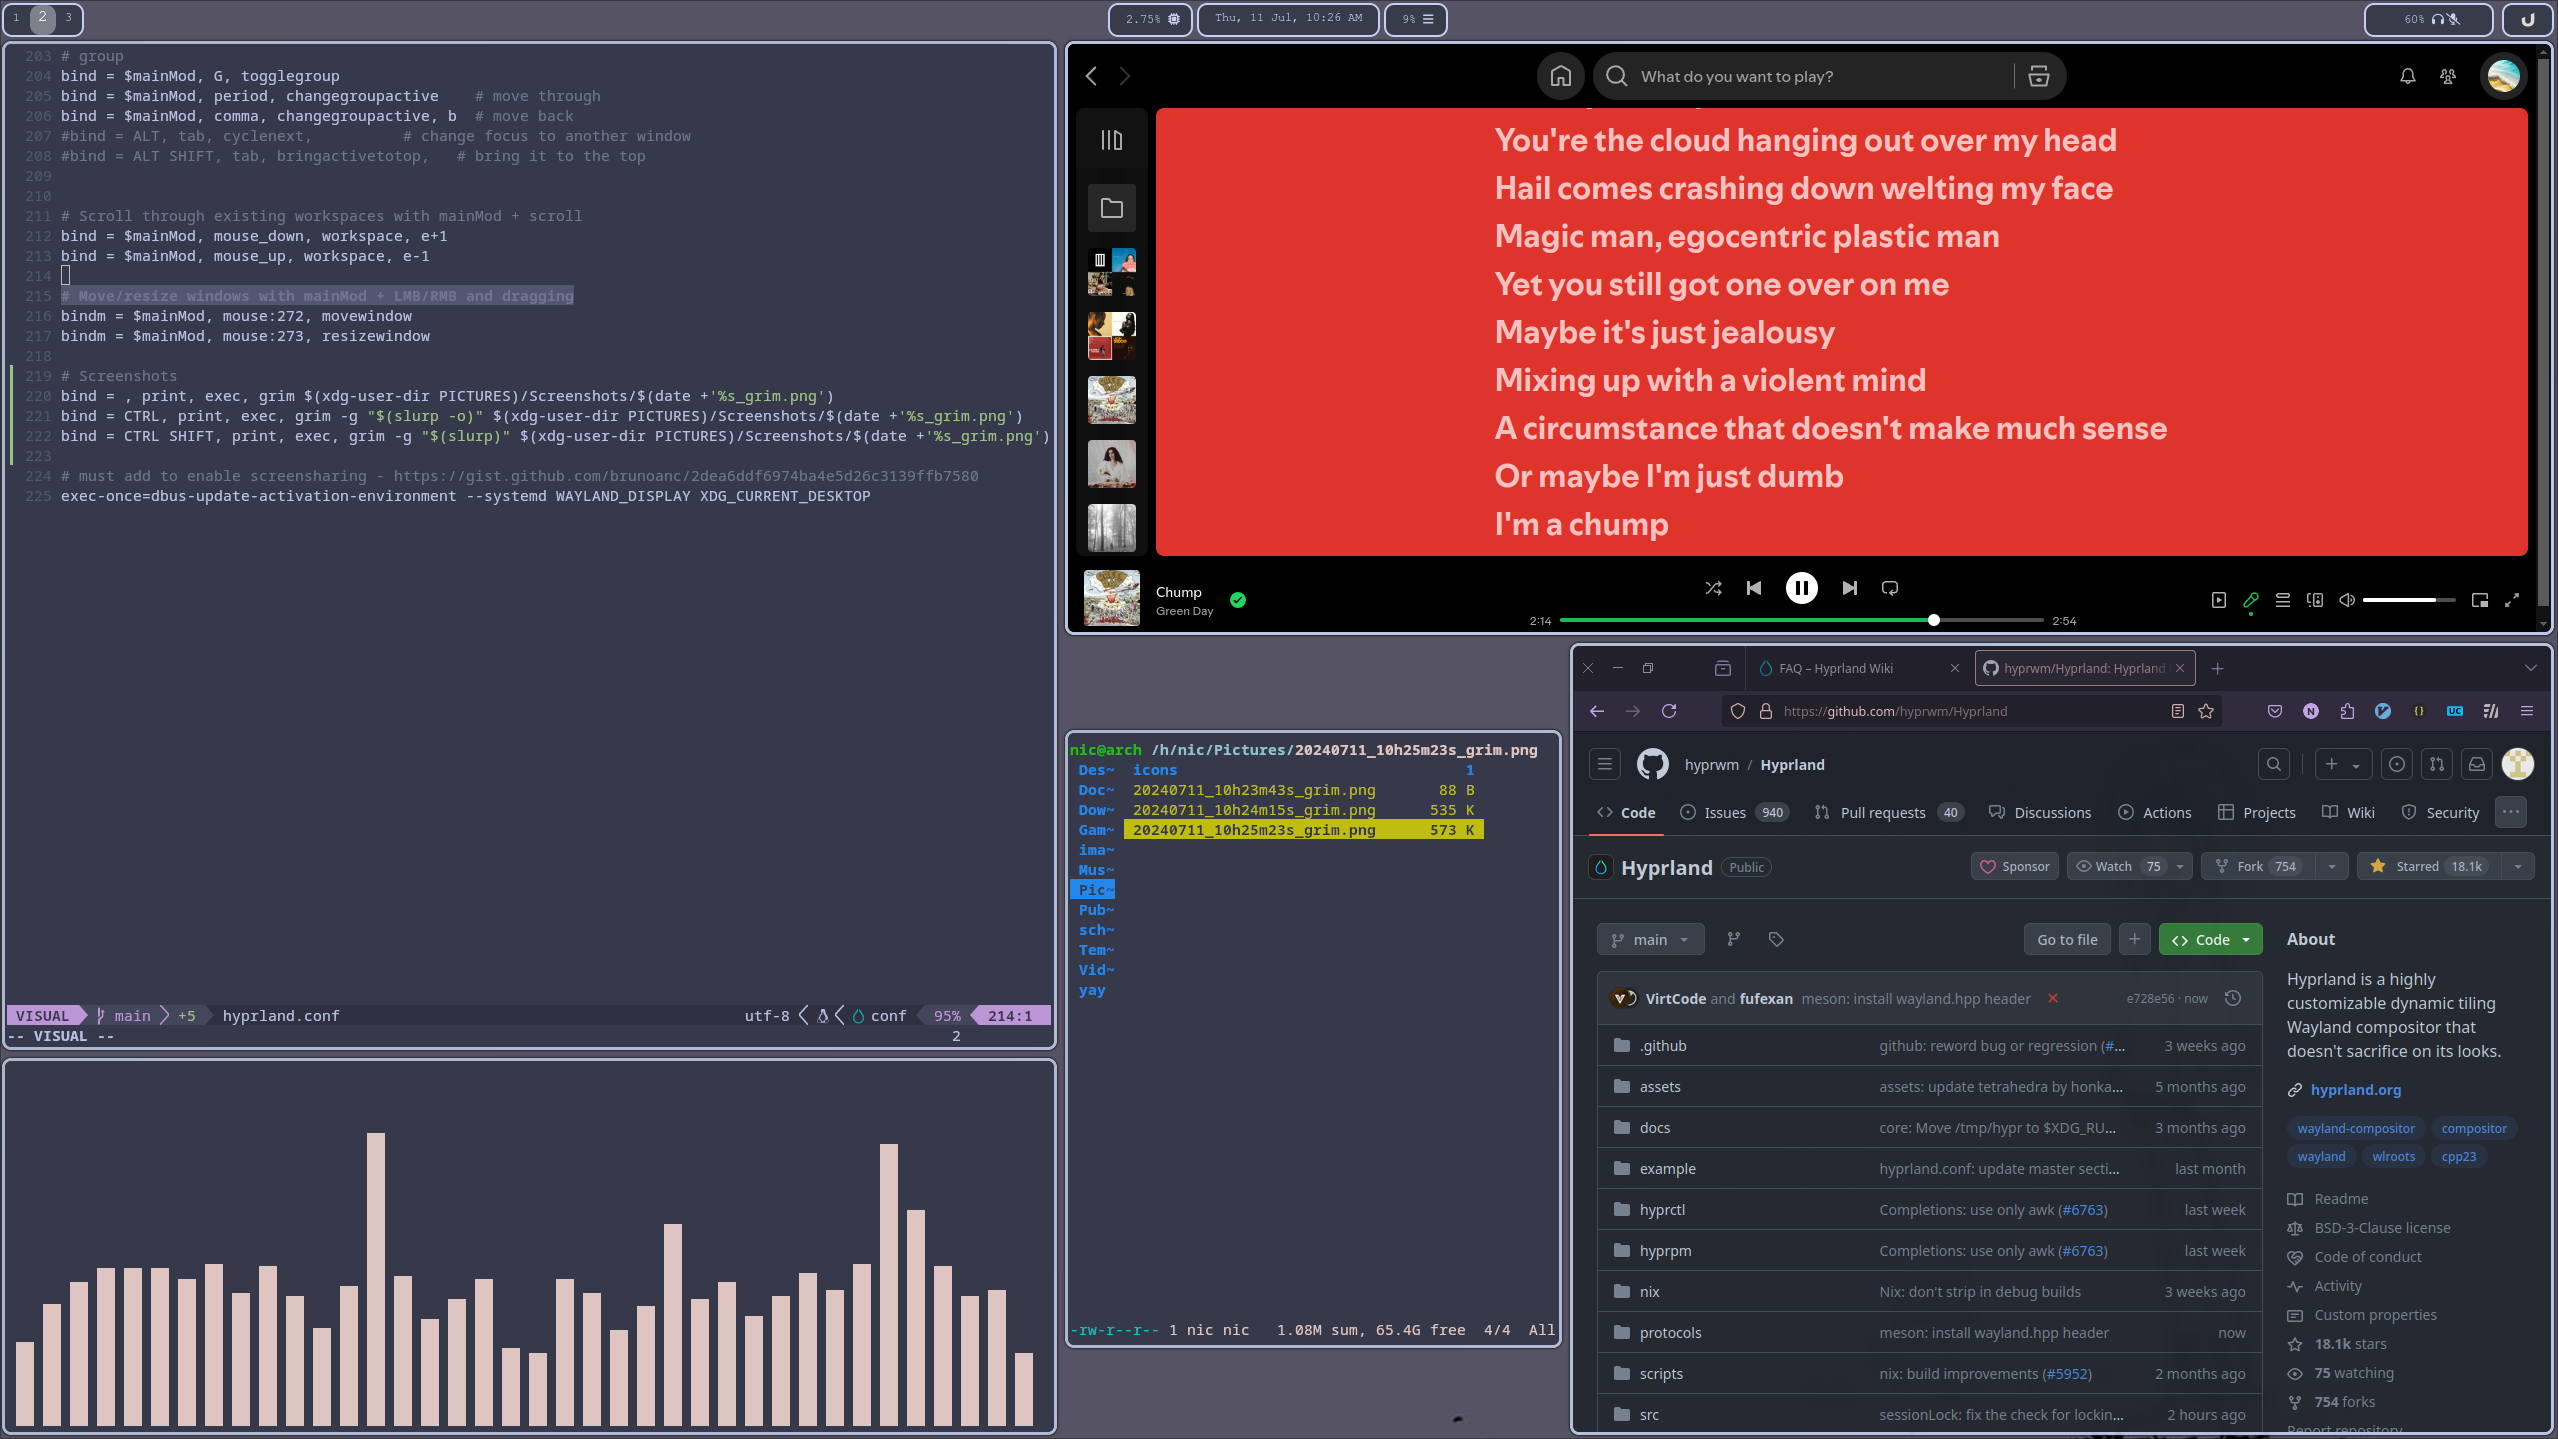 1 2 3
2.75%
Thu, 11 Jul, 10:26 AM
9%
60%
203 # group
204 bind = $mainMod, G, togglegroup
205 bind = $mainMod, period, changegroupactive    # move through
206 bind = $mainMod, comma, changegroupactive, b  # move back
207 #bind = ALT, tab, cyclenext,          # change focus to another window
208 #bind = ALT SHIFT, tab, bringactivetotop,   # bring it to the top
209
210
211 # Scroll through existing workspaces with mainMod + scroll
212 bind = $mainMod, mouse_down, workspace, e+1
213 bind = $mainMod, mouse_up, workspace, e-1
214
215 # Move/resize windows with mainMod + LMB/RMB and dragging
216 bindm = $mainMod, mouse:272, movewindow
217 bindm = $mainMod, mouse:273, resizewindow
218
219 # Screenshots
220 bind = , print, exec, grim $(xdg-user-dir PICTURES)/Screenshots/$(date +'%s_grim.png')
221 bind = CTRL, print, exec, grim -g "$(slurp -o)" $(xdg-user-dir PICTURES)/Screenshots/$(date +'%s_grim.png')
222 bind = CTRL SHIFT, print, exec, grim -g "$(slurp)" $(xdg-user-dir PICTURES)/Screenshots/$(date +'%s_grim.png')
223
224 # must add to enable screensharing - https://gist.github.com/brunoanc/2dea6ddf6974ba4e5d26c3139ffb7580
225 exec-once=dbus-update-activation-environment --systemd WAYLAND_DISPLAY XDG_CURRENT_DESKTOP
VISUAL main +5 hyprland.conf utf-8 conf 95% 214:1
-- VISUAL -- 2
What do you want to play?
You're the cloud hanging out over my head
Hail comes crashing down welting my face
Magic man, egocentric plastic man
Yet you still got one over on me
Maybe it's just jealousy
Mixing up with a violent mind
A circumstance that doesn't make much sense
Or maybe I'm just dumb
I'm a chump
Chump
Green Day
2:14 2:54
nic@arch /h/nic/Pictures/20240711_10h25m23s_grim.png
Des~ icons 1
Doc~ 20240711_10h23m43s_grim.png 88 B
Dow~ 20240711_10h24m15s_grim.png 535 K
Gam~ 20240711_10h25m23s_grim.png 573 K
ima~
Mus~
Pic~
Pub~
sch~
Tem~
Vid~
yay
-rw-r--r-- 1 nic nic 1.08M sum, 65.4G free 4/4 All
FAQ – Hyprland Wiki
hyprwm/Hyprland: Hyprland
https://github.com/hyprwm/Hyprland
N
UC
hyprwm / Hyprland
Code Issues 940 Pull requests 40 Discussions Actions Projects Wiki Security
Hyprland Public Sponsor Watch 75 Fork 754 Starred 18.1k
main Go to file Code
VirtCode and fufexan meson: install wayland.hpp header e728e56 · now
.github github: reword bug or regression (#... 3 weeks ago
assets assets: update tetrahedra by honka... 5 months ago
docs core: Move /tmp/hypr to $XDG_RU... 3 months ago
example hyprland.conf: update master secti... last month
hyprctl Completions: use only awk (#6763) last week
hyprpm Completions: use only awk (#6763) last week
nix Nix: don't strip in debug builds 3 weeks ago
protocols meson: install wayland.hpp header now
scripts nix: build improvements (#5952) 2 months ago
src sessionLock: fix the check for lockin... 2 hours ago
About
Hyprland is a highly
customizable dynamic tiling
Wayland compositor that
doesn't sacrifice on its looks.
hyprland.org
wayland-compositor compositor
wayland wlroots cpp23
Readme
BSD-3-Clause license
Code of conduct
Activity
Custom properties
18.1k stars
75 watching
754 forks
Report repository